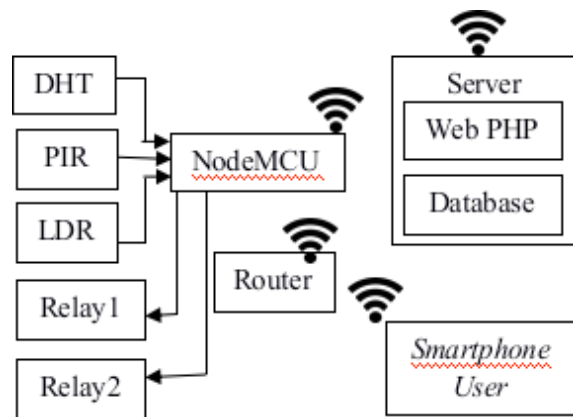 DHT
PIR
LDR
Relay1
Relay2
NodeMCU
Router
Server
Web PHP
Database
Smartphone
User